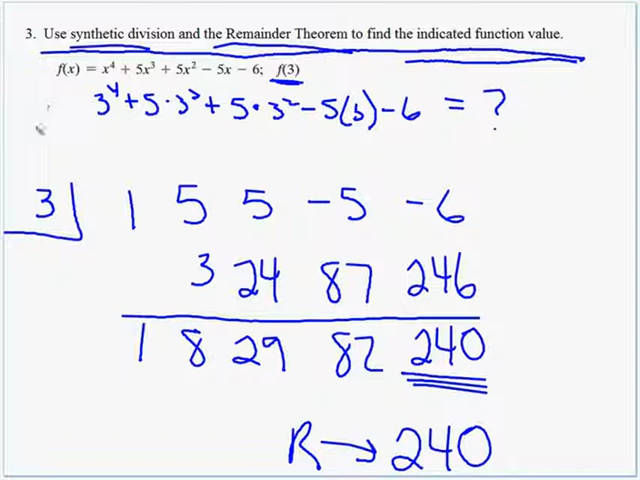 3. Use synthetic division and the Remainder Theorem to find the indicated function value.
f(x) = x⁴ + 5x³ + 5x² − 5x − 6; f(3)
3⁴ + 5 · 3³ + 5 · 3² − 5(3) − 6 = ?
3 1 5 5 −5 −6
3 24 87 246
1 8 29 82 240
R → 240